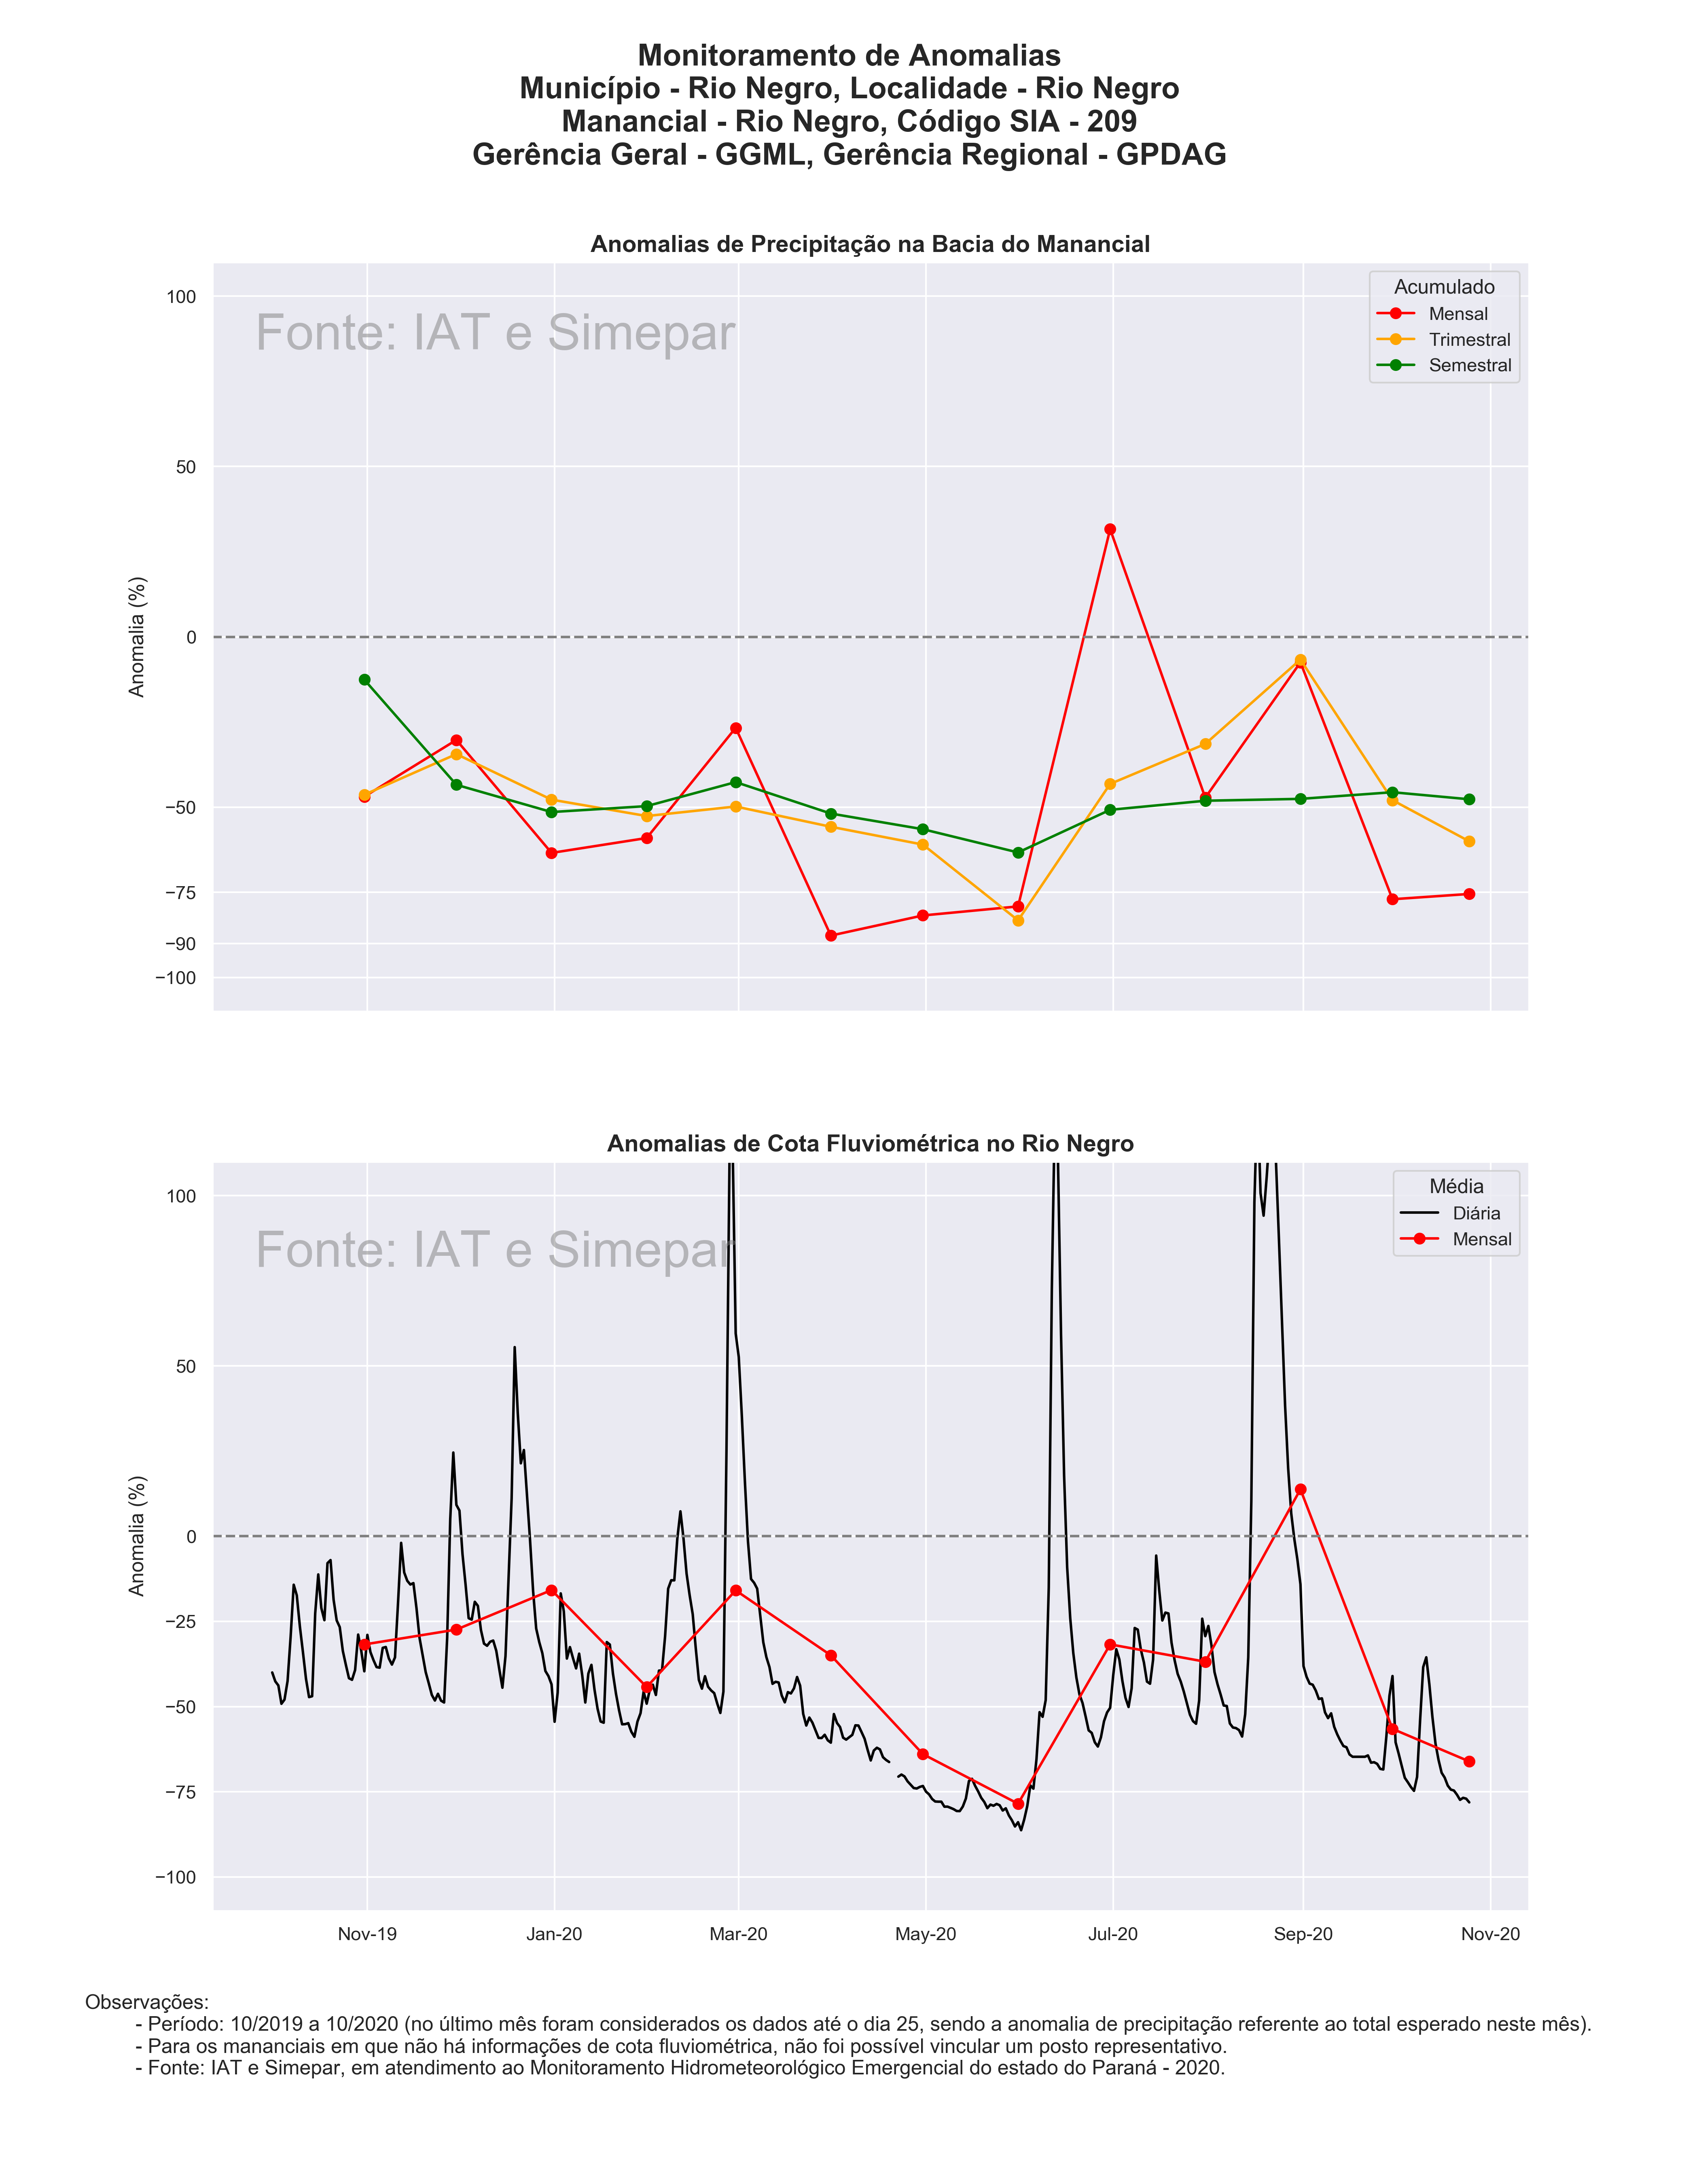 Monitoramento de Anomalias
Município - Rio Negro, Localidade - Rio Negro
Manancial - Rio Negro, Código SIA - 209
Gerência Geral - GGML, Gerência Regional - GPDAG
Anomalias de Precipitação na Bacia do Manancial
Fonte: IAT e Simepar
Acumulado
Mensal
Trimestral
Semestral
Anomalia (%)
100
50
0
−50
−75
−90
−100
Anomalias de Cota Fluviométrica no Rio Negro
Fonte: IAT e Simepar
Média
Diária
Mensal
Anomalia (%)
100
50
0
−25
−50
−75
−100
Nov-19 Jan-20 Mar-20 May-20 Jul-20 Sep-20 Nov-20
Observações:
- Período: 10/2019 a 10/2020 (no último mês foram considerados os dados até o dia 25, sendo a anomalia de precipitação referente ao total esperado neste mês).
- Para os mananciais em que não há informações de cota fluviométrica, não foi possível vincular um posto representativo.
- Fonte: IAT e Simepar, em atendimento ao Monitoramento Hidrometeorológico Emergencial do estado do Paraná - 2020.